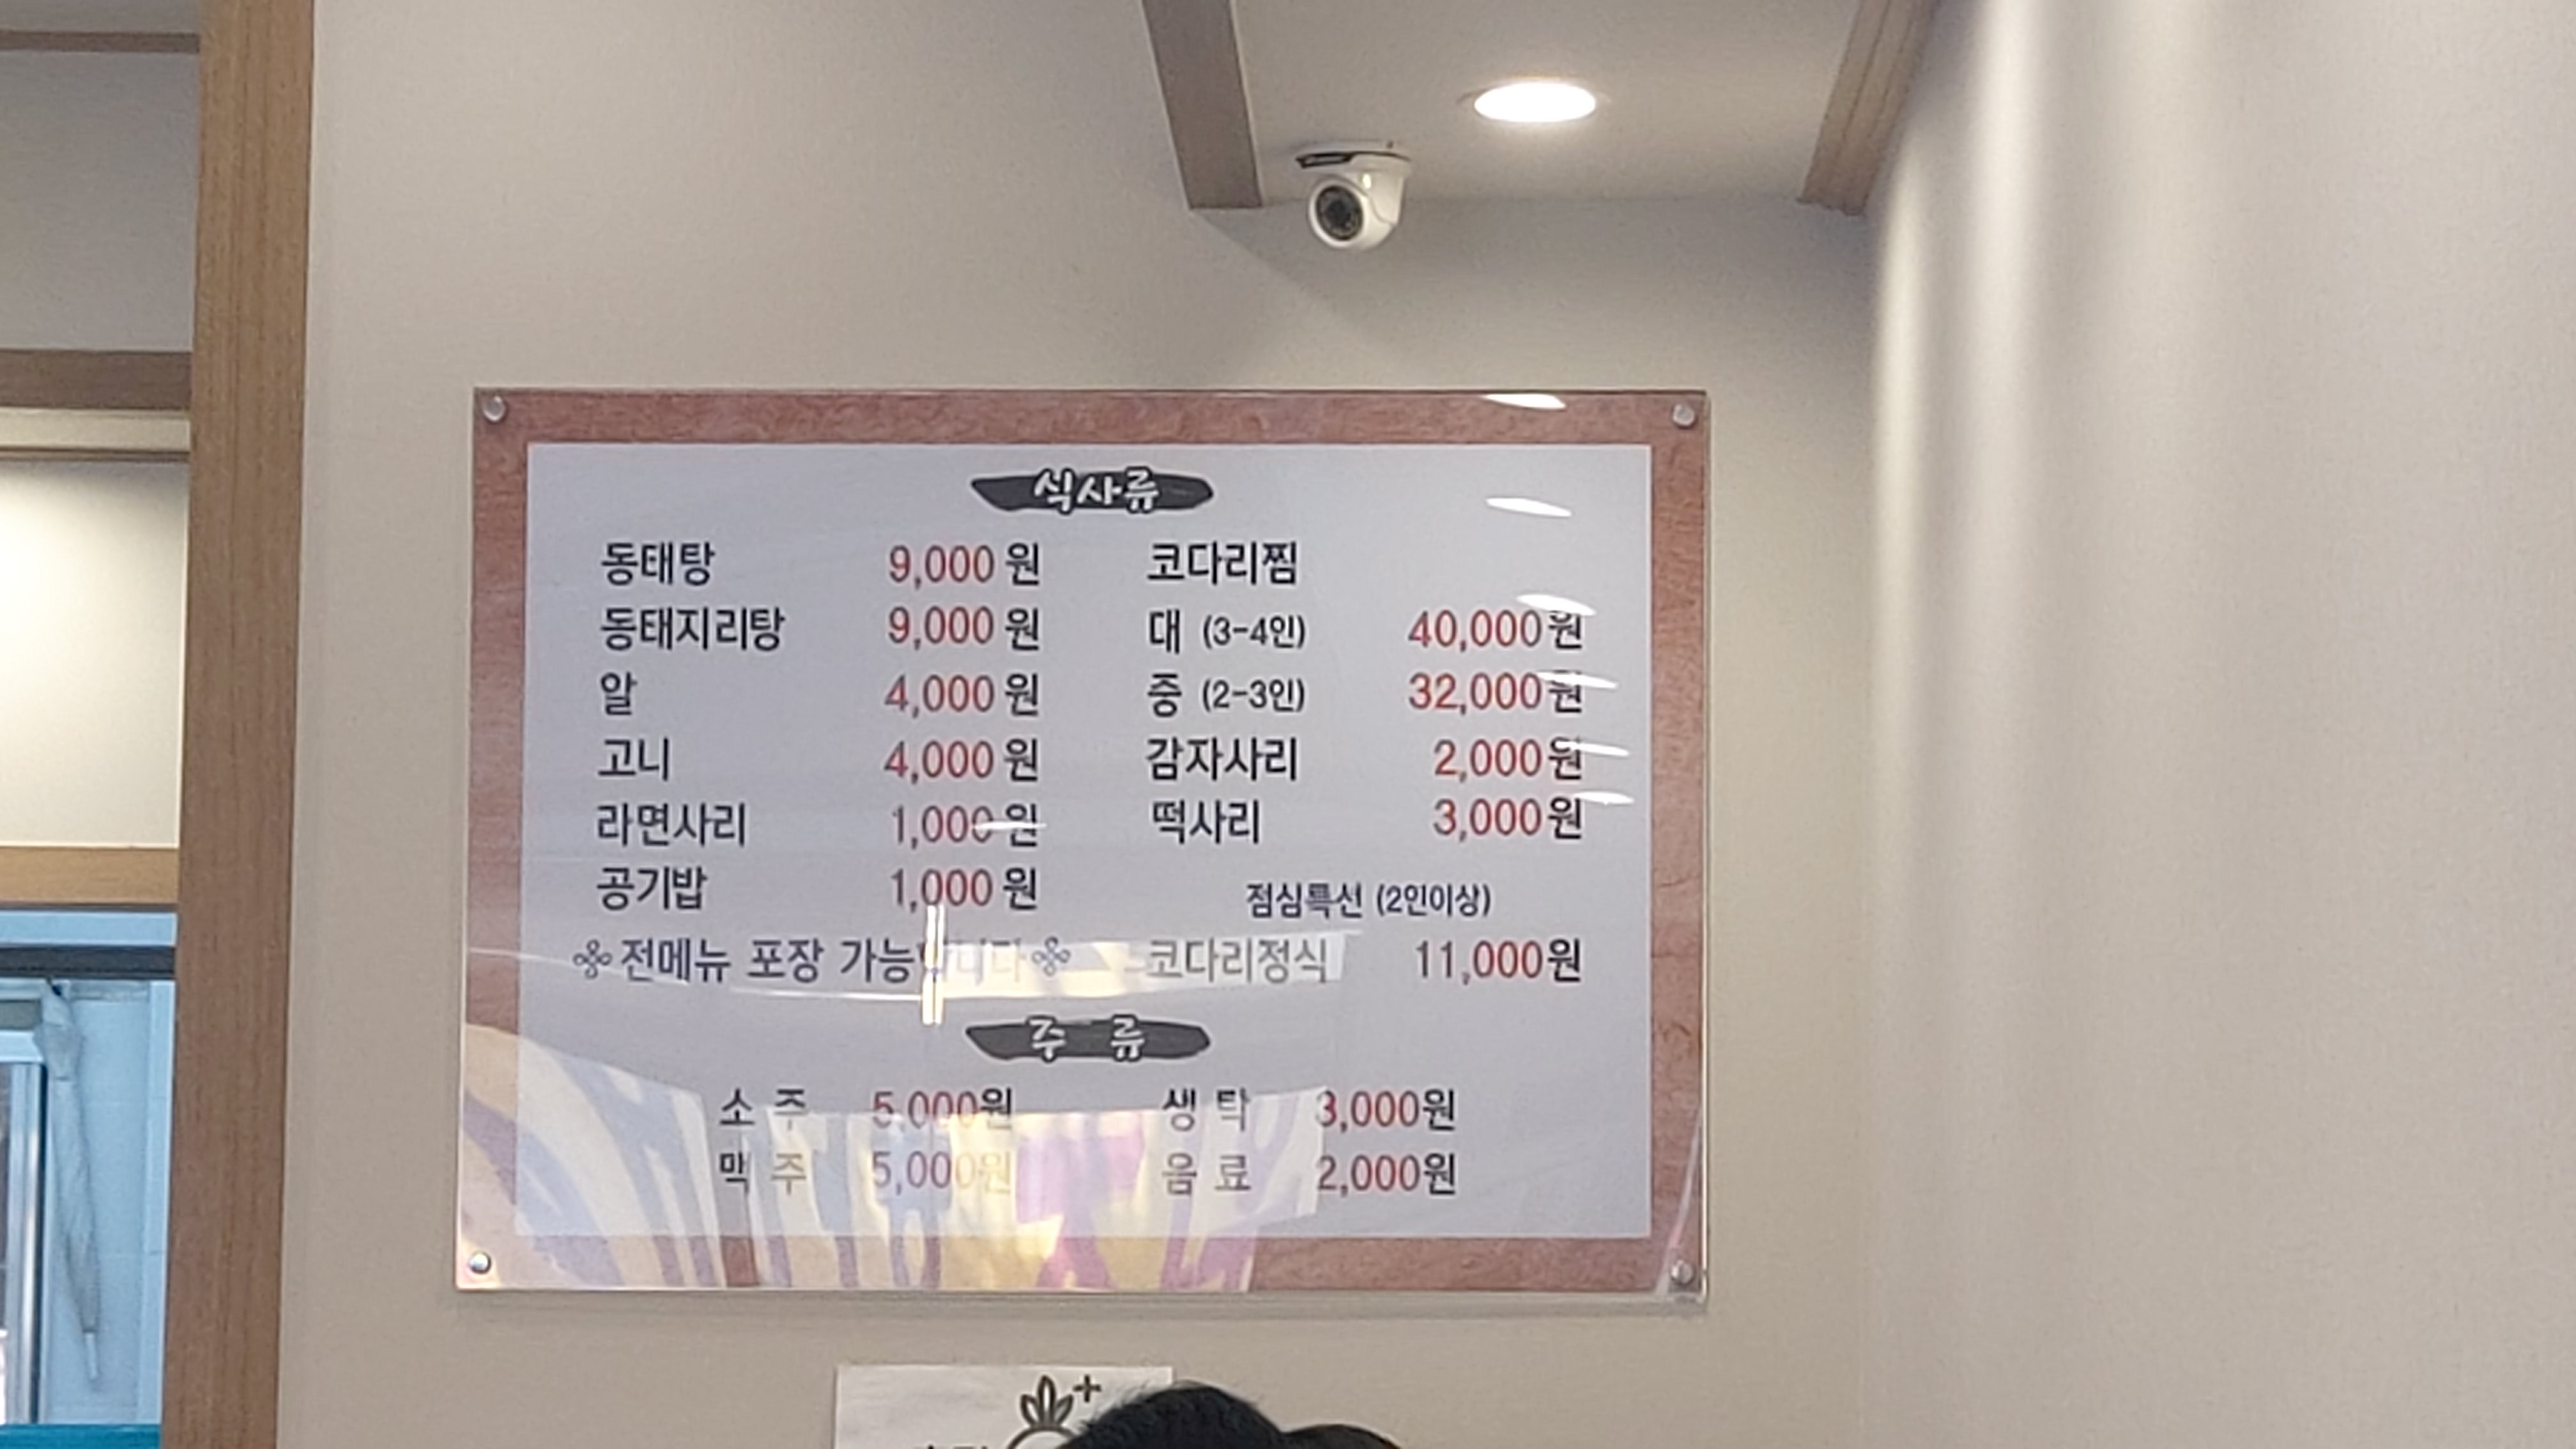 식사류
동태탕 9,000원
동태지리탕 9,000원
알 4,000원
고니 4,000원
라면사리 1,000원
공기밥 1,000원
※전메뉴 포장 가능합니다※
코다리찜
대 (3-4인) 40,000원
중 (2-3인) 32,000원
감자사리 2,000원
떡사리 3,000원
점심특선 (2인이상)
코다리정식 11,000원
주 류
소 주 5,000원
맥 주 5,000원
생 탁 3,000원
음 료 2,000원